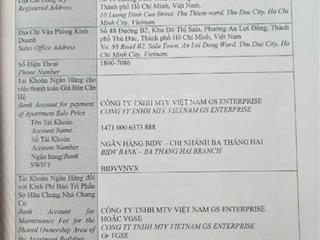 Địa Chỉ Đăng Ký
Registered Address
Minh, Việt Nam.
10 Luong Dinh Cua Street, Thu Thiem ward, Thu Duc City, Ho Chi Minh City, Vietnam.
Địa Chỉ Văn Phòng Kinh Doanh
Sales Office Address
Số 88 Đường B2, Khu Đô Thị Sala, Phường An Lợi Đông, Thành phố Thủ Đức, Thành phố Hồ Chí Minh, Việt Nam
No. 88 Road B2, Sala Town, An Loi Dong Ward, Thu Duc City, Ho Chi Minh City, Vietnam.
Số Điện Thoại
Phone Number
1800-7086
Tài Khoản Ngân Hàng cho việc thanh toán Giá Bán Căn Hộ
Bank Account for payment of Apartment Sale Price
Tên Tài Khoản
Account Name
Số Tài Khoản
Account Number
Ngân hàng/Bank
SWIFT
CÔNG TY TNHH MTV VIỆT NAM GS ENTERPRISE
CONG TY TNHH MTV VIETNAM GS ENTERPRISE
1471 000 6373 888
NGÂN HÀNG BIDV – CHI NHÁNH BA THÁNG HAI
BIDV BANK – BA THANG HAI BRANCH
BIDVVNVX
Tài Khoản Ngân Hàng đối với Kinh Phí Bảo Trì Phần Sở Hữu Chung Nhà Chung Cư
Bank Account for Maintenance Fee for the Shared Ownership Area of the Apartment Building
CÔNG TY TNHH MTV VIỆT NAM GS ENTERPRISE
HOẶC VGSE
CONG TY TNHH MTV VIETNAM GS ENTERPRISE
Or VGSE